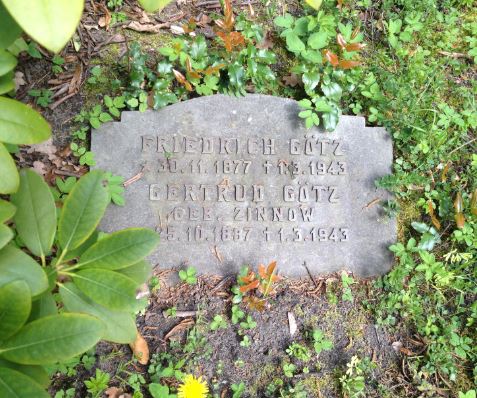 FRIEDRICH GÖTZ
* 30.11.1877 † 1.3.1943
GERTRUD GÖTZ
GEB. ZINNOW
* 25.10.1887 † 1.3.1943